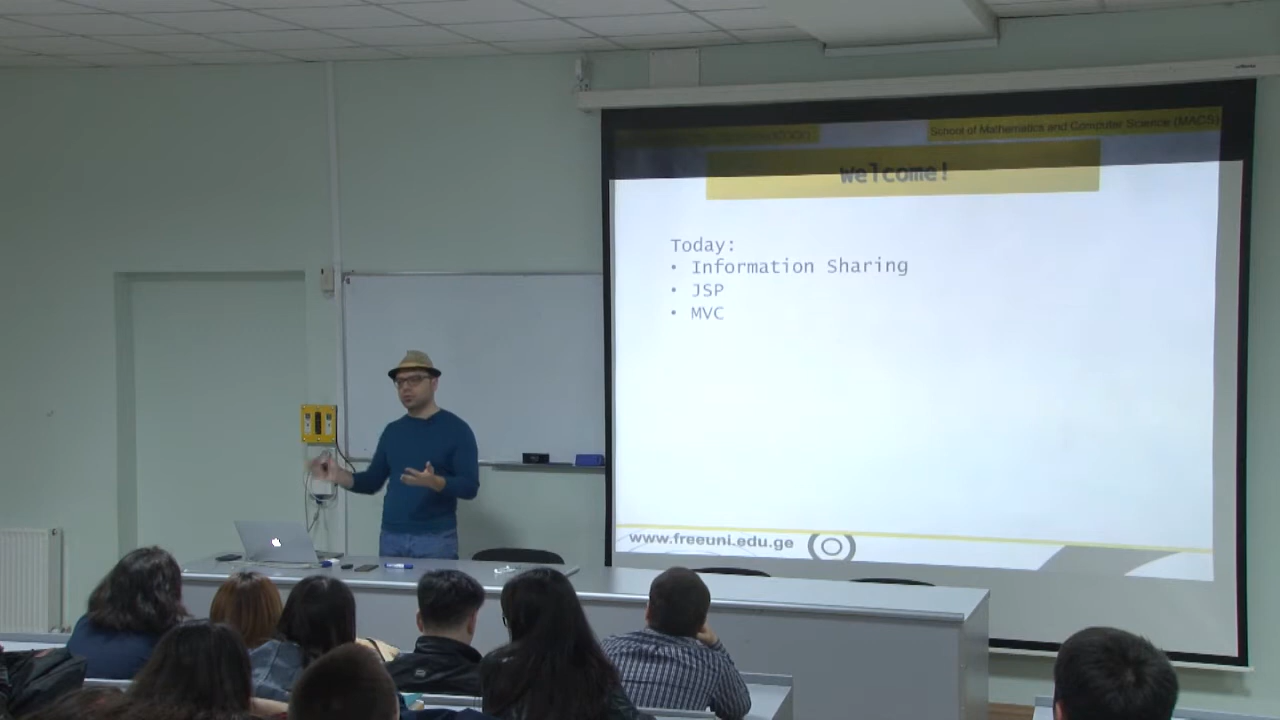 School of Mathematics and Computer Science (MACS)
Welcome!
Today:
• Information Sharing
• JSP
• MVC
www.freeuni.edu.ge